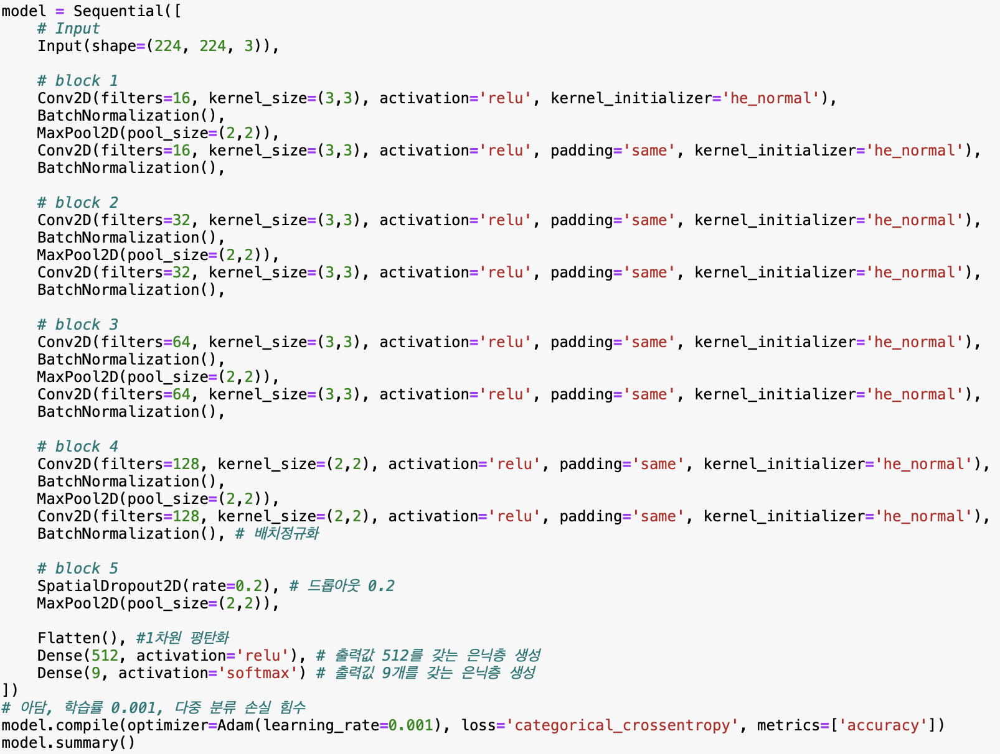 model = Sequential([
    # Input
    Input(shape=(224, 224, 3)),

    # block 1
    Conv2D(filters=16, kernel_size=(3,3), activation='relu', kernel_initializer='he_normal'),
    BatchNormalization(),
    MaxPool2D(pool_size=(2,2)),
    Conv2D(filters=16, kernel_size=(3,3), activation='relu', padding='same', kernel_initializer='he_normal'),
    BatchNormalization(),

    # block 2
    Conv2D(filters=32, kernel_size=(3,3), activation='relu', padding='same', kernel_initializer='he_normal'),
    BatchNormalization(),
    MaxPool2D(pool_size=(2,2)),
    Conv2D(filters=32, kernel_size=(3,3), activation='relu', padding='same', kernel_initializer='he_normal'),
    BatchNormalization(),

    # block 3
    Conv2D(filters=64, kernel_size=(3,3), activation='relu', padding='same', kernel_initializer='he_normal'),
    BatchNormalization(),
    MaxPool2D(pool_size=(2,2)),
    Conv2D(filters=64, kernel_size=(3,3), activation='relu', padding='same', kernel_initializer='he_normal'),
    BatchNormalization(),

    # block 4
    Conv2D(filters=128, kernel_size=(2,2), activation='relu', padding='same', kernel_initializer='he_normal'),
    BatchNormalization(),
    MaxPool2D(pool_size=(2,2)),
    Conv2D(filters=128, kernel_size=(2,2), activation='relu', padding='same', kernel_initializer='he_normal'),
    BatchNormalization(), # 배치정규화

    # block 5
    SpatialDropout2D(rate=0.2), # 드롭아웃 0.2
    MaxPool2D(pool_size=(2,2)),

    Flatten(), #1차원 평탄화
    Dense(512, activation='relu'), # 출력값 512를 갖는 은닉층 생성
    Dense(9, activation='softmax') # 출력값 9개를 갖는 은닉층 생성
])
# 아담, 학습률 0.001, 다중 분류 손실 힘수
model.compile(optimizer=Adam(learning_rate=0.001), loss='categorical_crossentropy', metrics=['accuracy'])
model.summary()